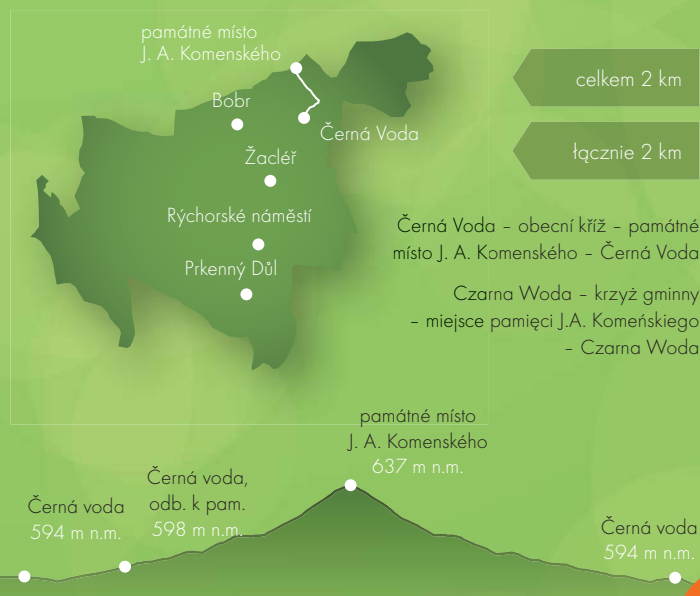 památné místo
J. A. Komenského
Bobr
Černá Voda
Žacléř
Rýchorské náměstí
Prkenný Důl
celkem 2 km
łącznie 2 km
Černá Voda – obecní kříž – památné
místo J. A. Komenského – Černá Voda
Czarna Woda – krzyż gminny
– miejsce pamięci J.A. Komeńskiego
– Czarna Woda
památné místo
J. A. Komenského
637 m n.m.
Černá voda,
odb. k pam.
598 m n.m.
Černá voda
594 m n.m.
Černá voda
594 m n.m.